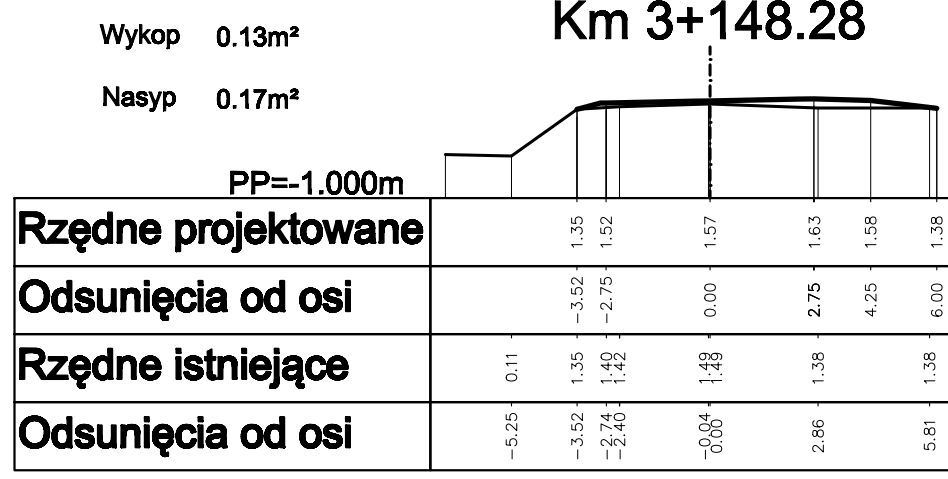 Km 3+148.28
Wykop 0.13m²
Nasyp 0.17m²
PP=-1.000m
Rzędne projektowane 1.35 1.52 1.57 1.63 1.58 1.38
Odsunięcia od osi -3.52 -2.75 0.00 2.75 4.25 6.00
Rzędne istniejące 0.11 1.35 1.40 1.42 1.49 1.49 1.38 1.38
Odsunięcia od osi -5.25 -3.52 -2.74 -2.40 -0.04 0.00 2.86 5.81